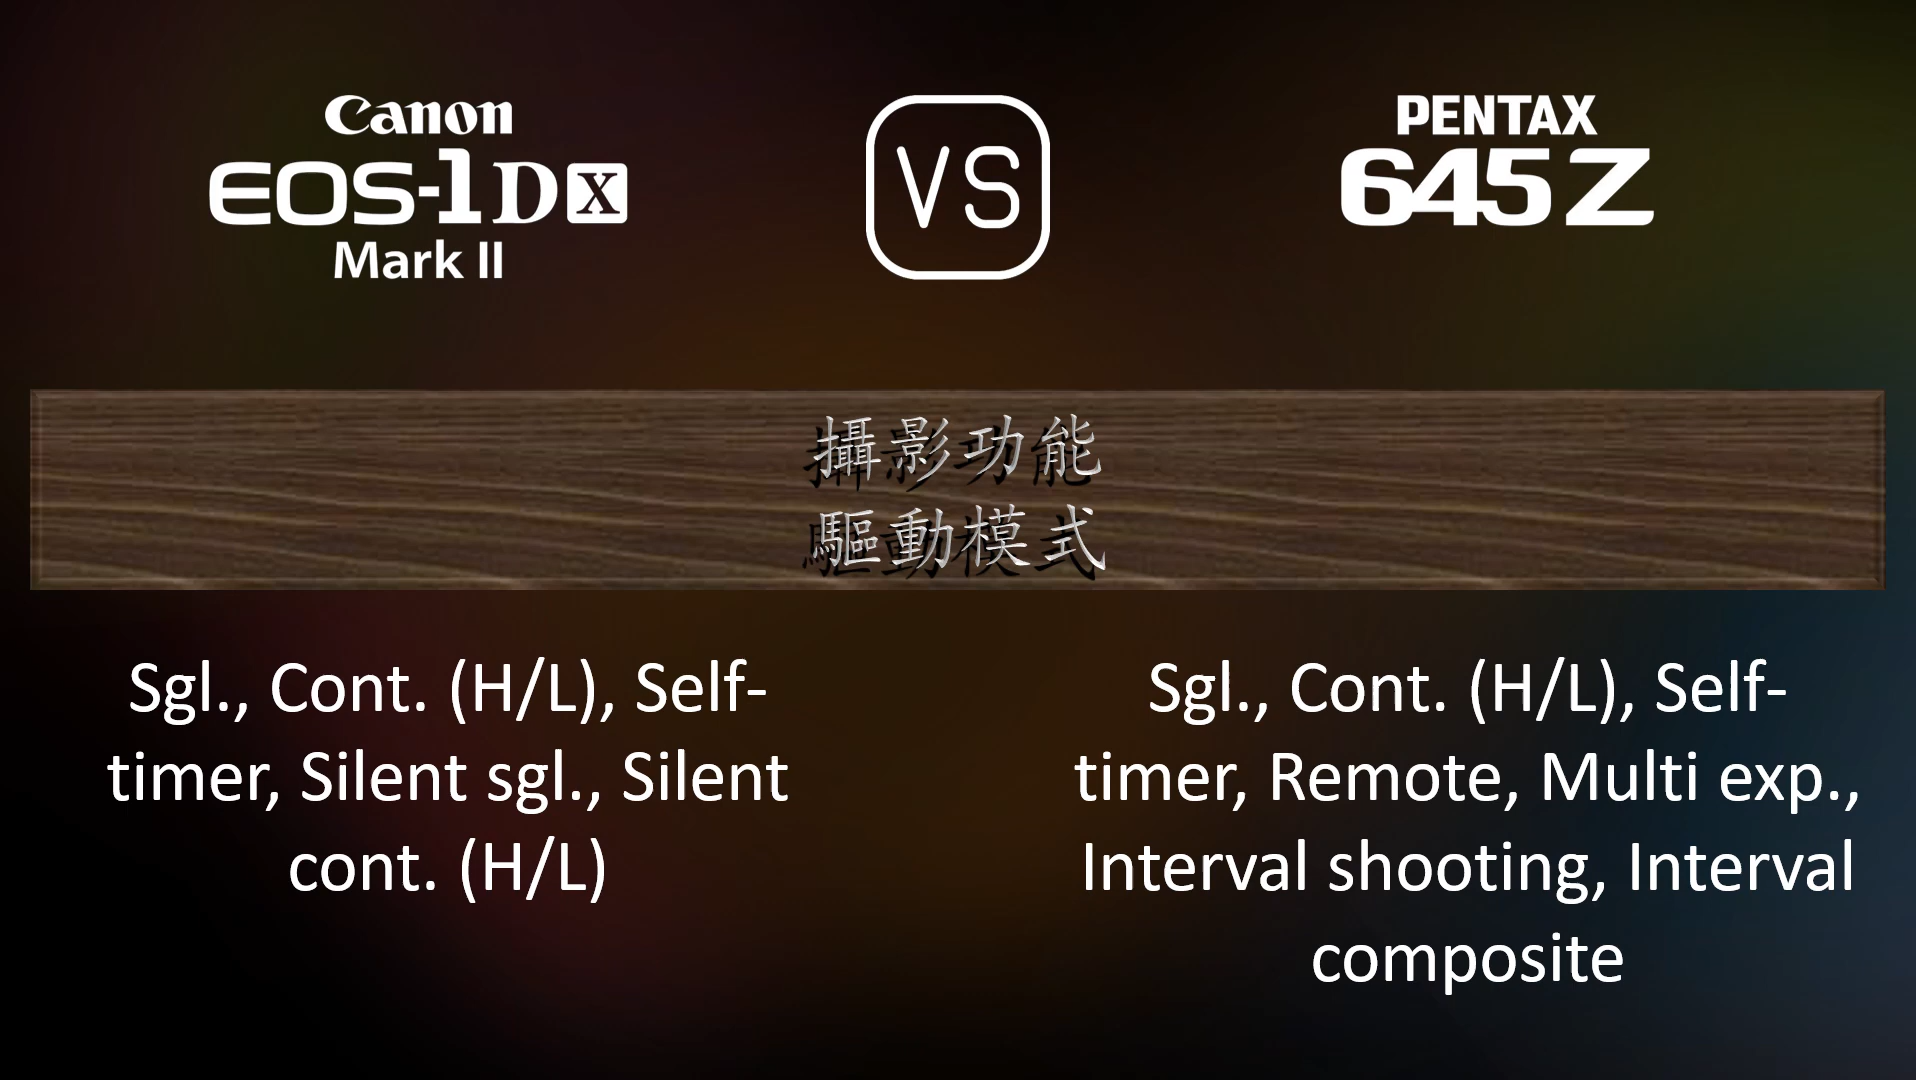 Canon
EOS-1D X
Mark II
VS
PENTAX
645Z
攝影功能
驅動模式
Sgl., Cont. (H/L), Self-
timer, Silent sgl., Silent
cont. (H/L)
Sgl., Cont. (H/L), Self-
timer, Remote, Multi exp.,
Interval shooting, Interval
composite